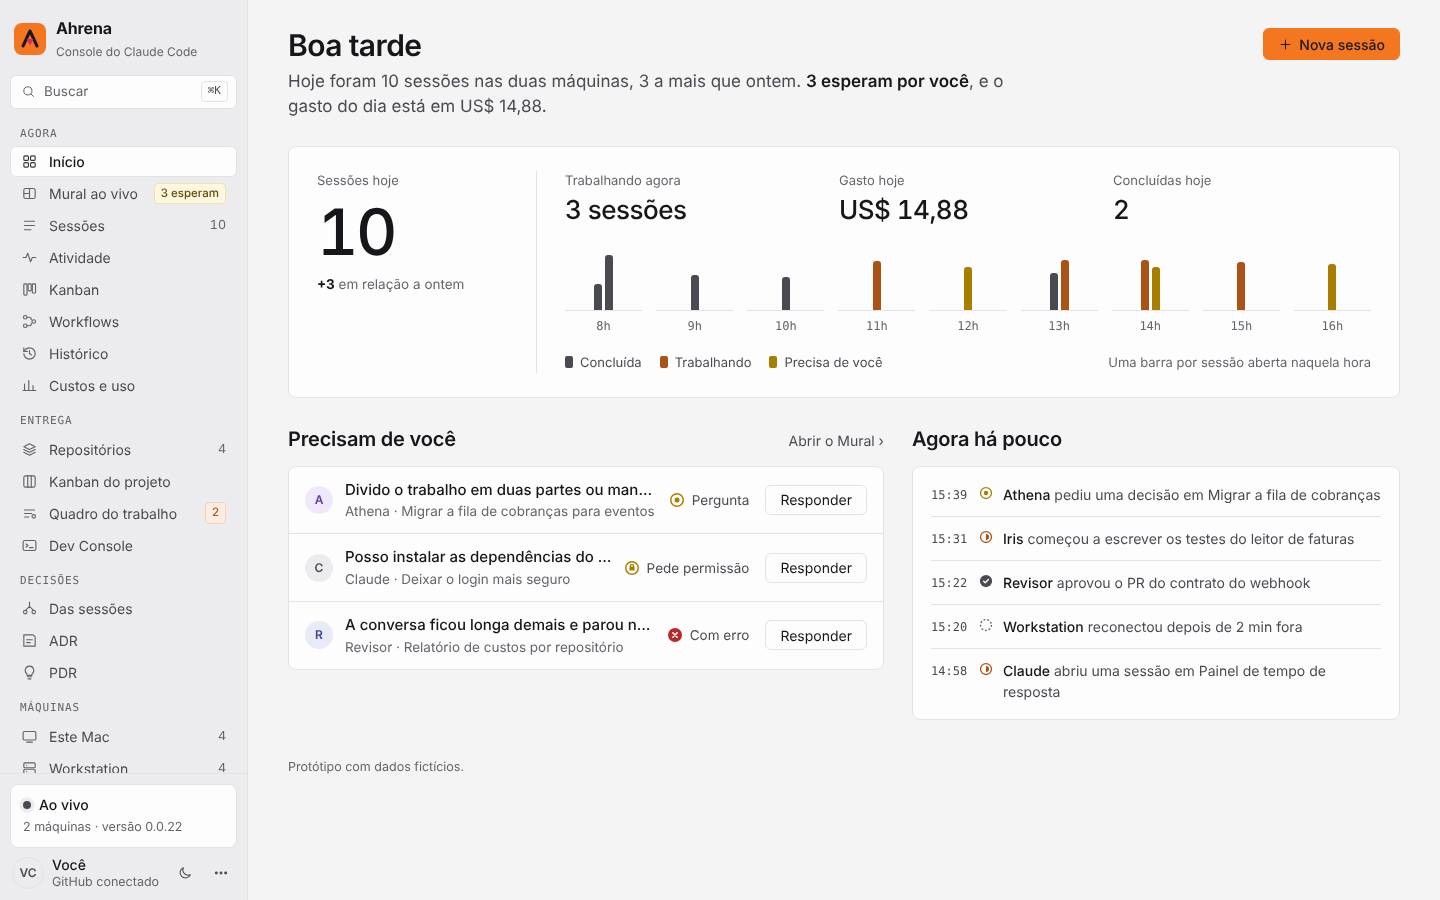 Ahrena
Console do Claude Code
Buscar ⌘K
AGORA
Início
Mural ao vivo 3 esperam
Sessões 10
Atividade
Kanban
Workflows
Histórico
Custos e uso
ENTREGA
Repositórios 4
Kanban do projeto
Quadro do trabalho 2
Dev Console
DECISÕES
Das sessões
ADR
PDR
MÁQUINAS
Este Mac 4
Workstation 4
Ao vivo
2 máquinas · versão 0.0.22
VC
Você
GitHub conectado
Boa tarde
+ Nova sessão
Hoje foram 10 sessões nas duas máquinas, 3 a mais que ontem. 3 esperam por você, e o
gasto do dia está em US$ 14,88.
Sessões hoje
10
+3 em relação a ontem
Trabalhando agora
3 sessões
Gasto hoje
US$ 14,88
Concluídas hoje
2
8h 9h 10h 11h 12h 13h 14h 15h 16h
Concluída Trabalhando Precisa de você
Uma barra por sessão aberta naquela hora
Precisam de você
Abrir o Mural ›
A
Divido o trabalho em duas partes ou man...
Athena · Migrar a fila de cobranças para eventos
Pergunta
Responder
C
Posso instalar as dependências do ...
Claude · Deixar o login mais seguro
Pede permissão
Responder
R
A conversa ficou longa demais e parou n...
Revisor · Relatório de custos por repositório
Com erro
Responder
Agora há pouco
15:39 Athena pediu uma decisão em Migrar a fila de cobranças
15:31 Iris começou a escrever os testes do leitor de faturas
15:22 Revisor aprovou o PR do contrato do webhook
15:20 Workstation reconectou depois de 2 min fora
14:58 Claude abriu uma sessão em Painel de tempo de
resposta
Protótipo com dados fictícios.